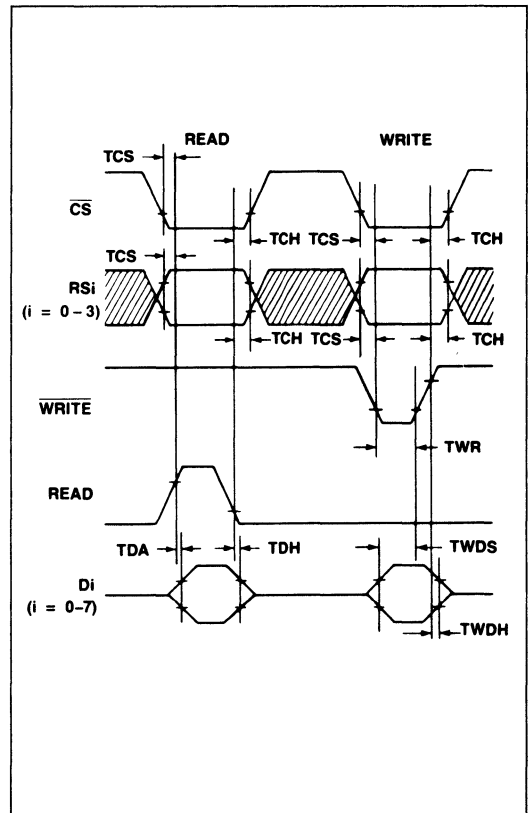 READ WRITE
TCS
CS
TCH TCS TCH
TCS
RSi
(i = 0-3)
TCH TCS TCH
WRITE
TWR
READ
TDA TDH TWDS
Di
(i = 0-7)
TWDH